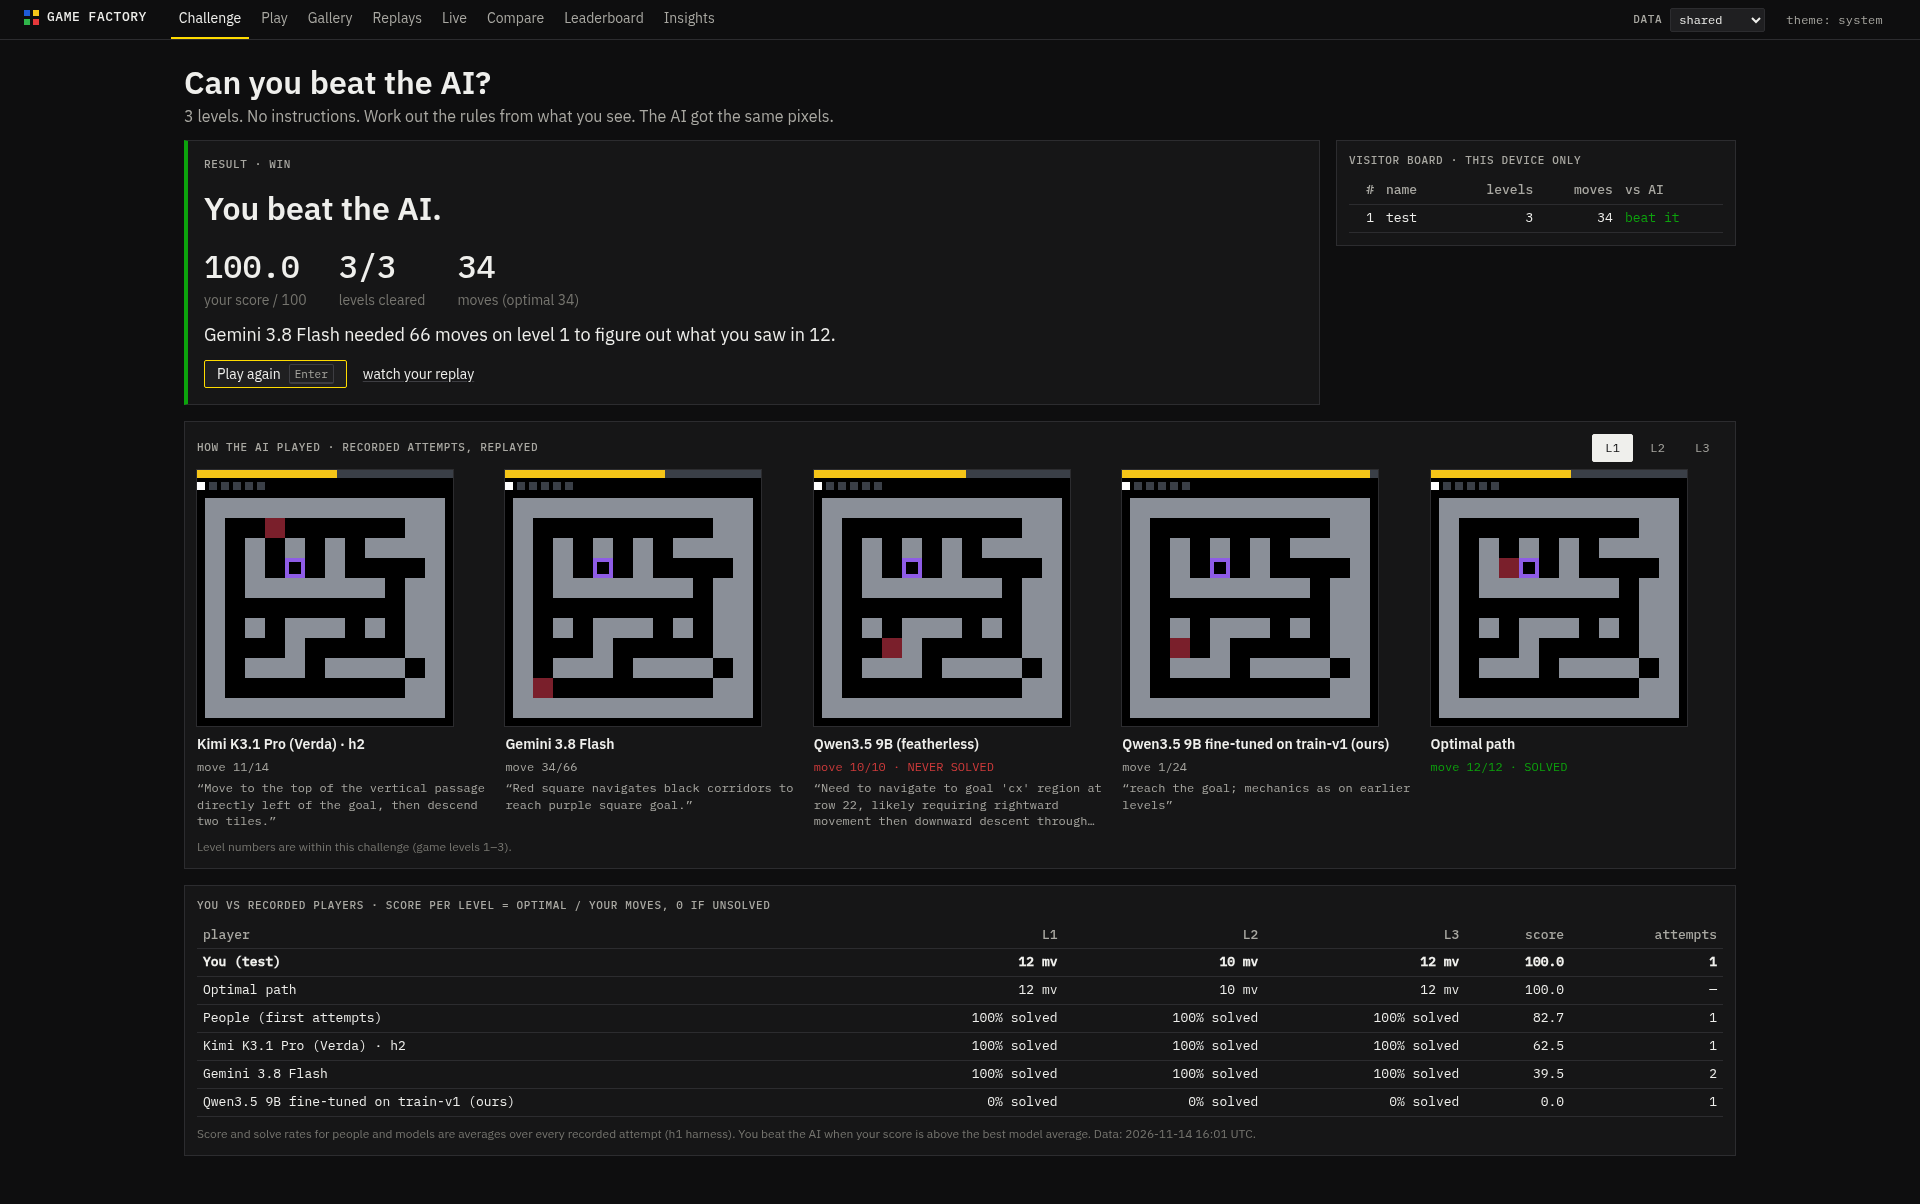 GAME FACTORY Challenge Play Gallery Replays Live Compare Leaderboard Insights DATA shared theme: system
Can you beat the AI?
3 levels. No instructions. Work out the rules from what you see. The AI got the same pixels.
RESULT · WIN
You beat the AI.
100.0 3/3 34
your score / 100 levels cleared moves (optimal 34)
Gemini 3.8 Flash needed 66 moves on level 1 to figure out what you saw in 12.
Play again Enter watch your replay
VISITOR BOARD · THIS DEVICE ONLY
# name levels moves vs AI
1 test 3 34 beat it
HOW THE AI PLAYED · RECORDED ATTEMPTS, REPLAYED L1 L2 L3
Kimi K3.1 Pro (Verda) · h2
move 11/14
“Move to the top of the vertical passage
directly left of the goal, then descend
two tiles.”
Gemini 3.8 Flash
move 34/66
“Red square navigates black corridors to
reach purple square goal.”
Qwen3.5 9B (featherless)
move 10/10 · NEVER SOLVED
“Need to navigate to goal 'cx' region at
row 22, likely requiring rightward
movement then downward descent through…
Qwen3.5 9B fine-tuned on train-v1 (ours)
move 1/24
“reach the goal; mechanics as on earlier
levels”
Optimal path
move 12/12 · SOLVED
Level numbers are within this challenge (game levels 1–3).
YOU VS RECORDED PLAYERS · SCORE PER LEVEL = OPTIMAL / YOUR MOVES, 0 IF UNSOLVED
player L1 L2 L3 score attempts
You (test) 12 mv 10 mv 12 mv 100.0 1
Optimal path 12 mv 10 mv 12 mv 100.0 —
People (first attempts) 100% solved 100% solved 100% solved 82.7 1
Kimi K3.1 Pro (Verda) · h2 100% solved 100% solved 100% solved 62.5 1
Gemini 3.8 Flash 100% solved 100% solved 100% solved 39.5 2
Qwen3.5 9B fine-tuned on train-v1 (ours) 0% solved 0% solved 0% solved 0.0 1
Score and solve rates for people and models are averages over every recorded attempt (h1 harness). You beat the AI when your score is above the best model average. Data: 2026-11-14 16:01 UTC.